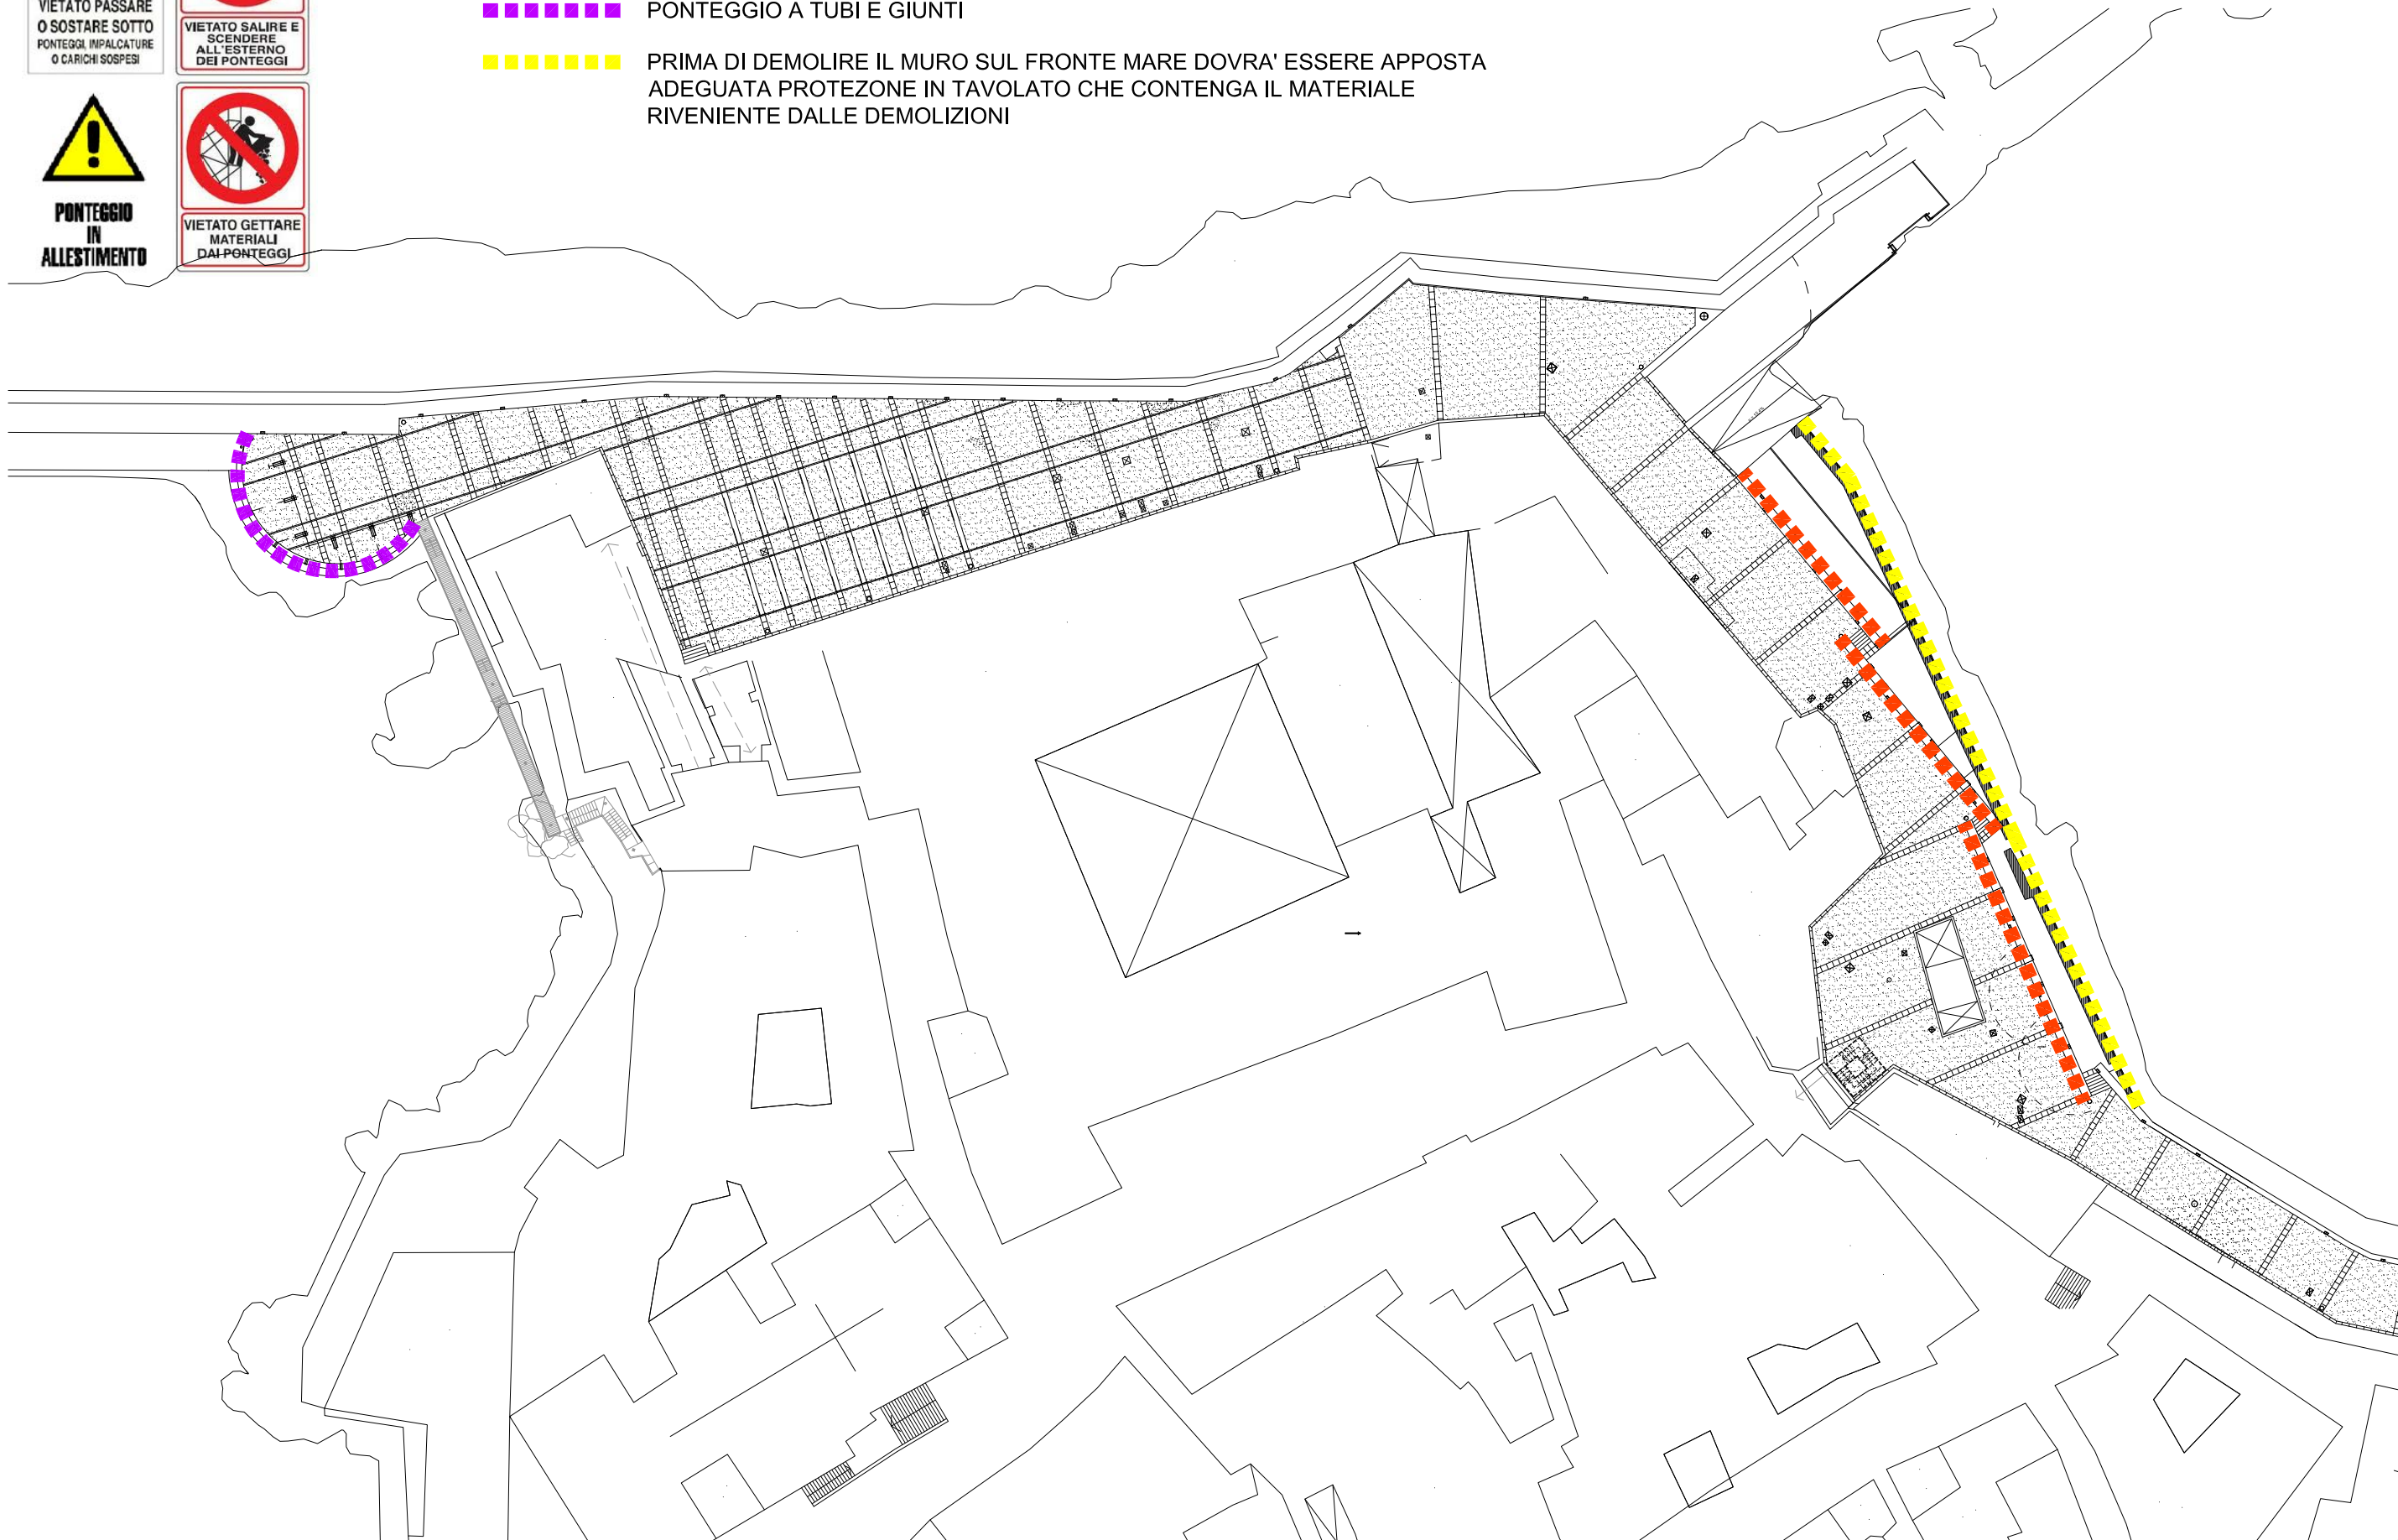 VIETATO PASSARE
O SOSTARE SOTTO
PONTEGGI, IMPALCATURE
O CARICHI SOSPESI
VIETATO SALIRE E
SCENDERE
ALL'ESTERNO
DEI PONTEGGI
PONTEGGIO
IN
ALLESTIMENTO
VIETATO GETTARE
MATERIALI
DAI PONTEGGI
PONTEGGIO A TUBI E GIUNTI
PRIMA DI DEMOLIRE IL MURO SUL FRONTE MARE DOVRA' ESSERE APPOSTA
ADEGUATA PROTEZONE IN TAVOLATO CHE CONTENGA IL MATERIALE
RIVENIENTE DALLE DEMOLIZIONI